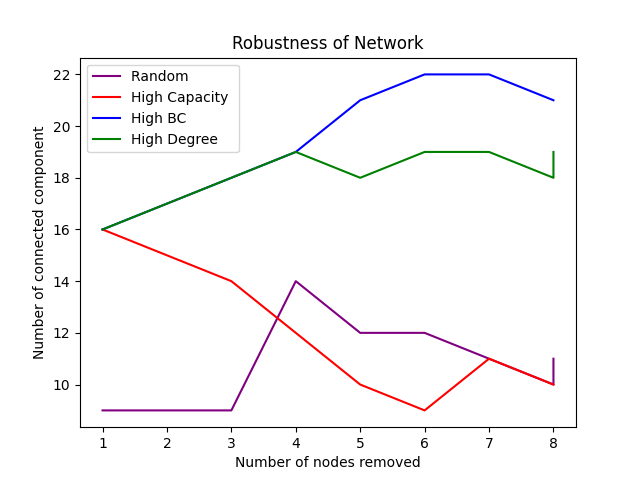 Robustness of Network
Random
High Capacity
High BC
High Degree
Number of connected component
22
20
18
16
14
12
10
1 2 3 4 5 6 7 8
Number of nodes removed